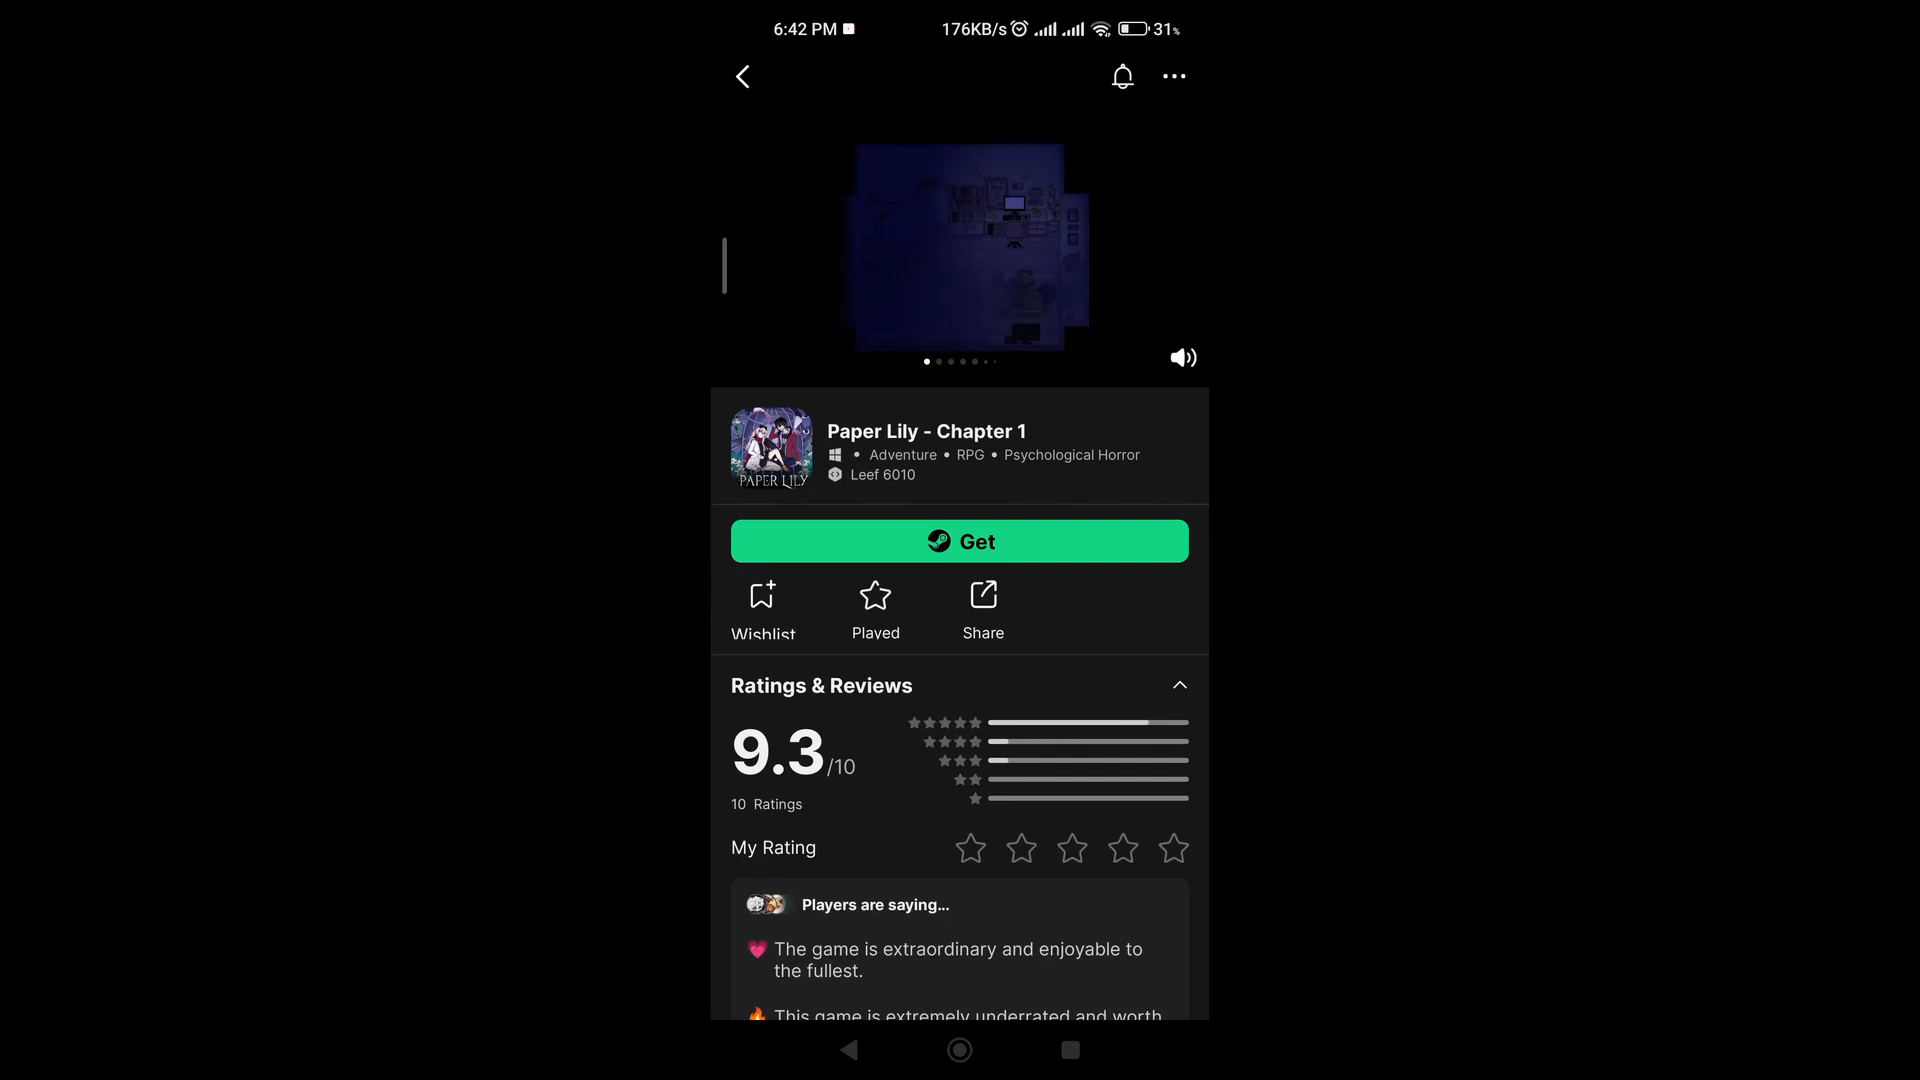 6:42 PM 176KB/s 31%
Paper Lily - Chapter 1
• Adventure • RPG • Psychological Horror
PAPER LILY
Leef 6010
Get
Wishlist Played Share
Ratings & Reviews
9.3/10
10 Ratings
My Rating
Players are saying...
The game is extraordinary and enjoyable to
the fullest.
This game is extremely underrated and worth